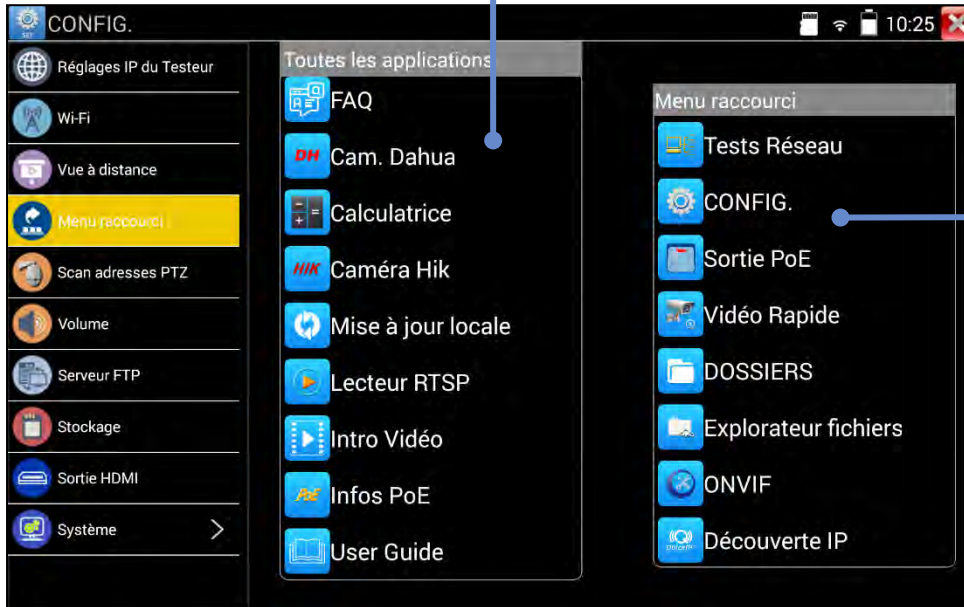 CONFIG.
10:25
SET
Réglages IP du Testeur
Wi-Fi
Vue à distance
Menu raccourci
Scan adresses PTZ
Volume
Serveur FTP
Stockage
Sortie HDMI
Système
Toutes les applications
FAQ
DH Cam. Dahua
Calculatrice
HIK Caméra Hik
Mise à jour locale
Lecteur RTSP
Intro Vidéo
PoE Infos PoE
User Guide
Menu raccourci
Tests Réseau
CONFIG.
Sortie PoE
Vidéo Rapide
DOSSIERS
Explorateur fichiers
ONVIF
Découverte IP